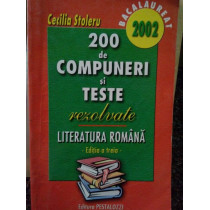 Cecilia Stoleru
BACALAUREAT
2002
200
de
COMPUNERI
și
TESTE
rezolvate
LITERATURA ROMÂNĂ
- Ediția a treia -
Editura PESTALOZZI